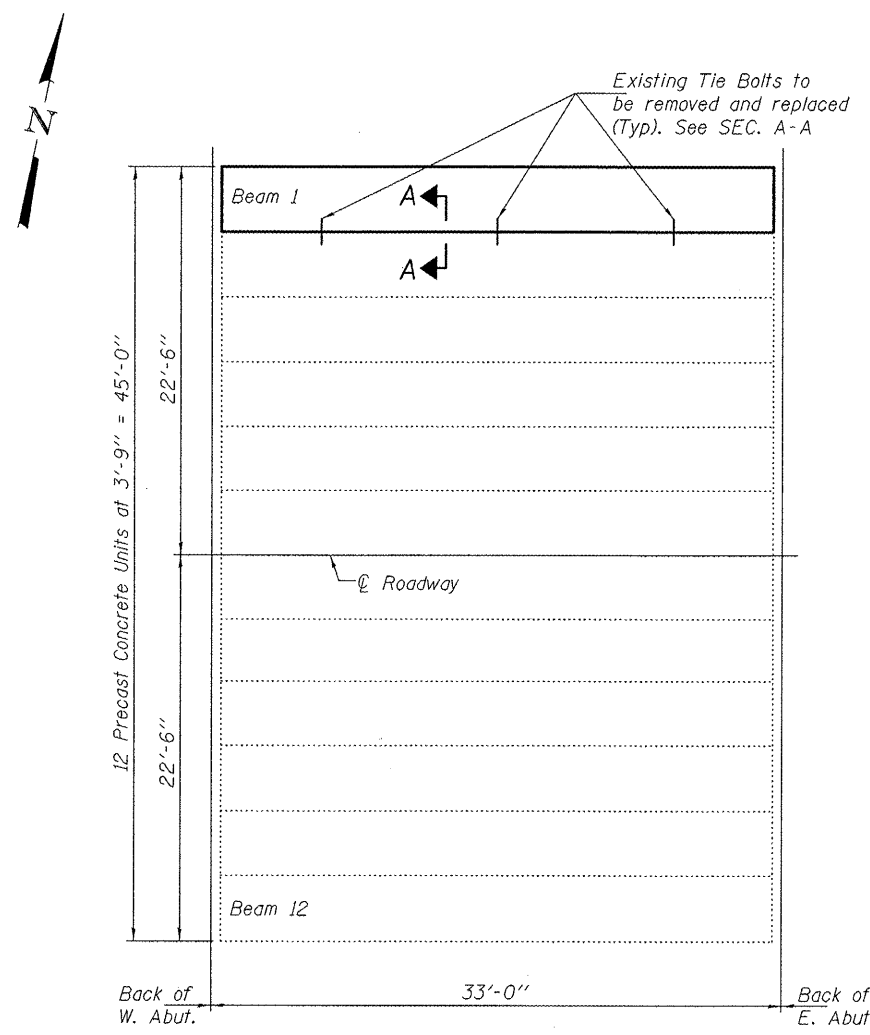 N
Existing Tie Bolts to
be removed and replaced
(Typ). See SEC. A-A
Beam 1
A
A
12 Precast Concrete Units at 3'-9" = 45'-0"
22'-6"
℄ Roadway
22'-6"
Beam 12
Back of
W. Abut.
33'-0"
Back of
E. Abut